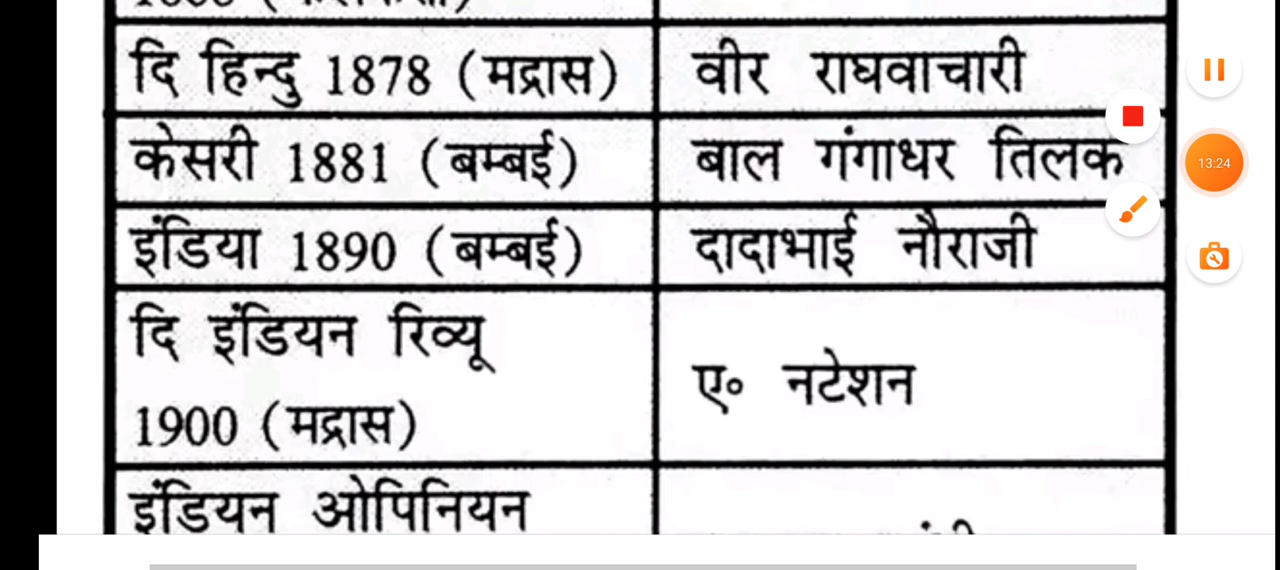 दि हिन्दु 1878 (मद्रास) वीर राघवाचारी
केसरी 1881 (बम्बई) बाल गंगाधर तिलक
इंडिया 1890 (बम्बई) दादाभाई नौराजी
दि इंडियन रिव्यू
1900 (मद्रास) ए० नटेशन
इंडियन ओपिनियन
13:24